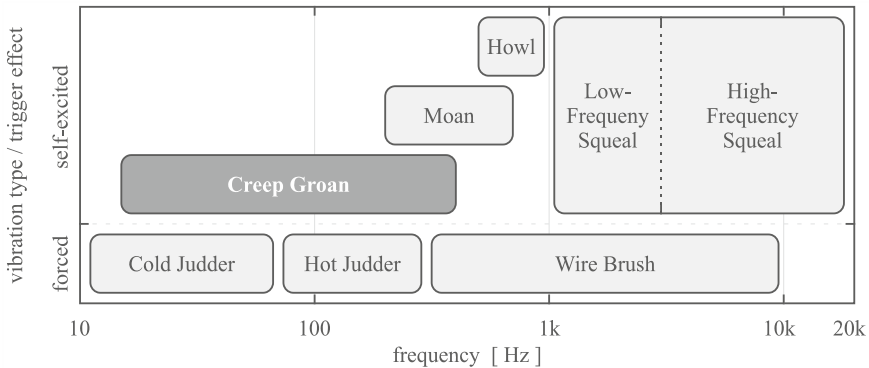 vibration type / trigger effect
self-excited
forced
Howl
Moan
Low-
Frequeny
Squeal
High-
Frequency
Squeal
Creep Groan
Cold Judder
Hot Judder
Wire Brush
10
100
1k
10k
20k
frequency [ Hz ]